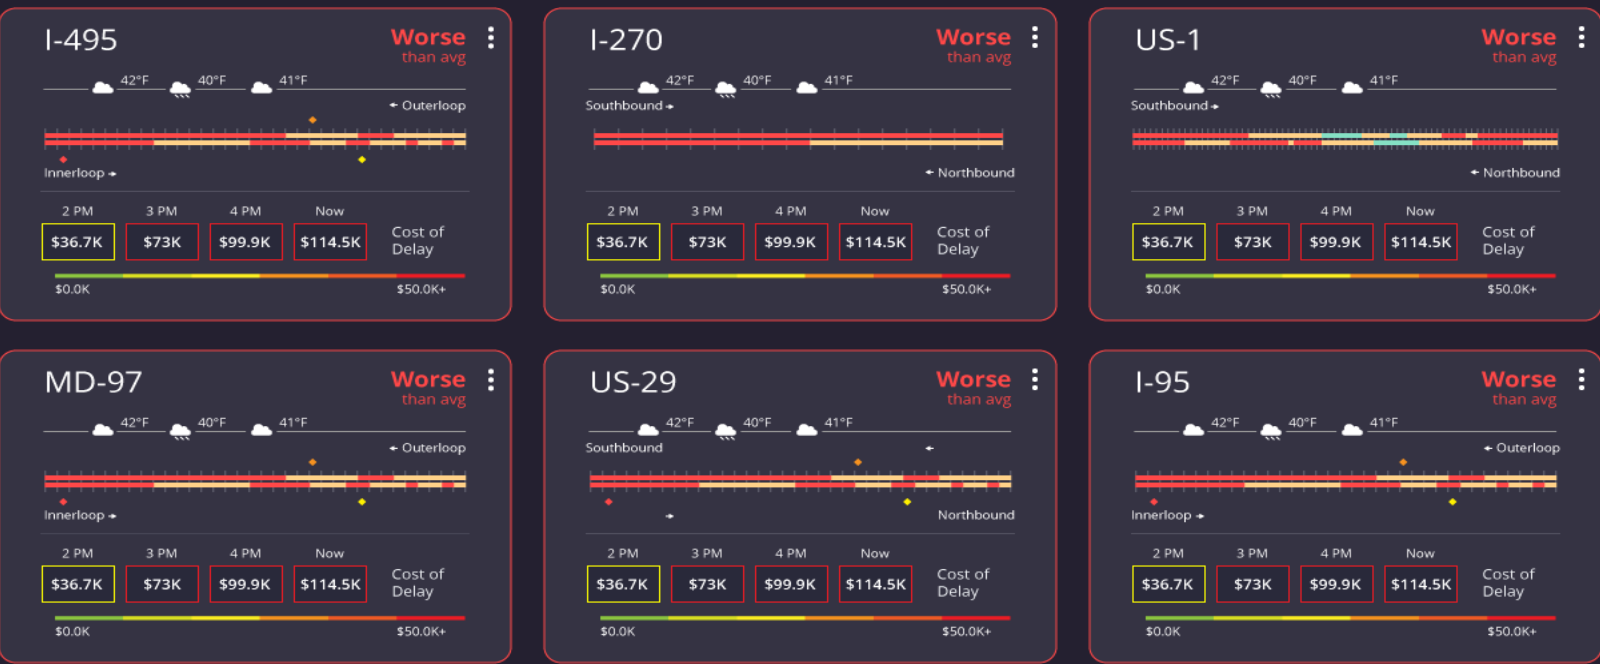 I-495
Worse
than avg
42°F 40°F 41°F
← Outerloop
Innerloop →
2 PM 3 PM 4 PM Now
$36.7K $73K $99.9K $114.5K
Cost of
Delay
$0.0K $50.0K+
I-270
Worse
than avg
42°F 40°F 41°F
Southbound →
← Northbound
2 PM 3 PM 4 PM Now
$36.7K $73K $99.9K $114.5K
Cost of
Delay
$0.0K $50.0K+
US-1
Worse
than avg
42°F 40°F 41°F
Southbound →
← Northbound
2 PM 3 PM 4 PM Now
$36.7K $73K $99.9K $114.5K
Cost of
Delay
$0.0K $50.0K+
MD-97
Worse
than avg
42°F 40°F 41°F
← Outerloop
Innerloop →
2 PM 3 PM 4 PM Now
$36.7K $73K $99.9K $114.5K
Cost of
Delay
$0.0K $50.0K+
US-29
Worse
than avg
42°F 40°F 41°F
Southbound ←
→ Northbound
2 PM 3 PM 4 PM Now
$36.7K $73K $99.9K $114.5K
Cost of
Delay
$0.0K $50.0K+
I-95
Worse
than avg
42°F 40°F 41°F
← Outerloop
Innerloop →
2 PM 3 PM 4 PM Now
$36.7K $73K $99.9K $114.5K
Cost of
Delay
$0.0K $50.0K+